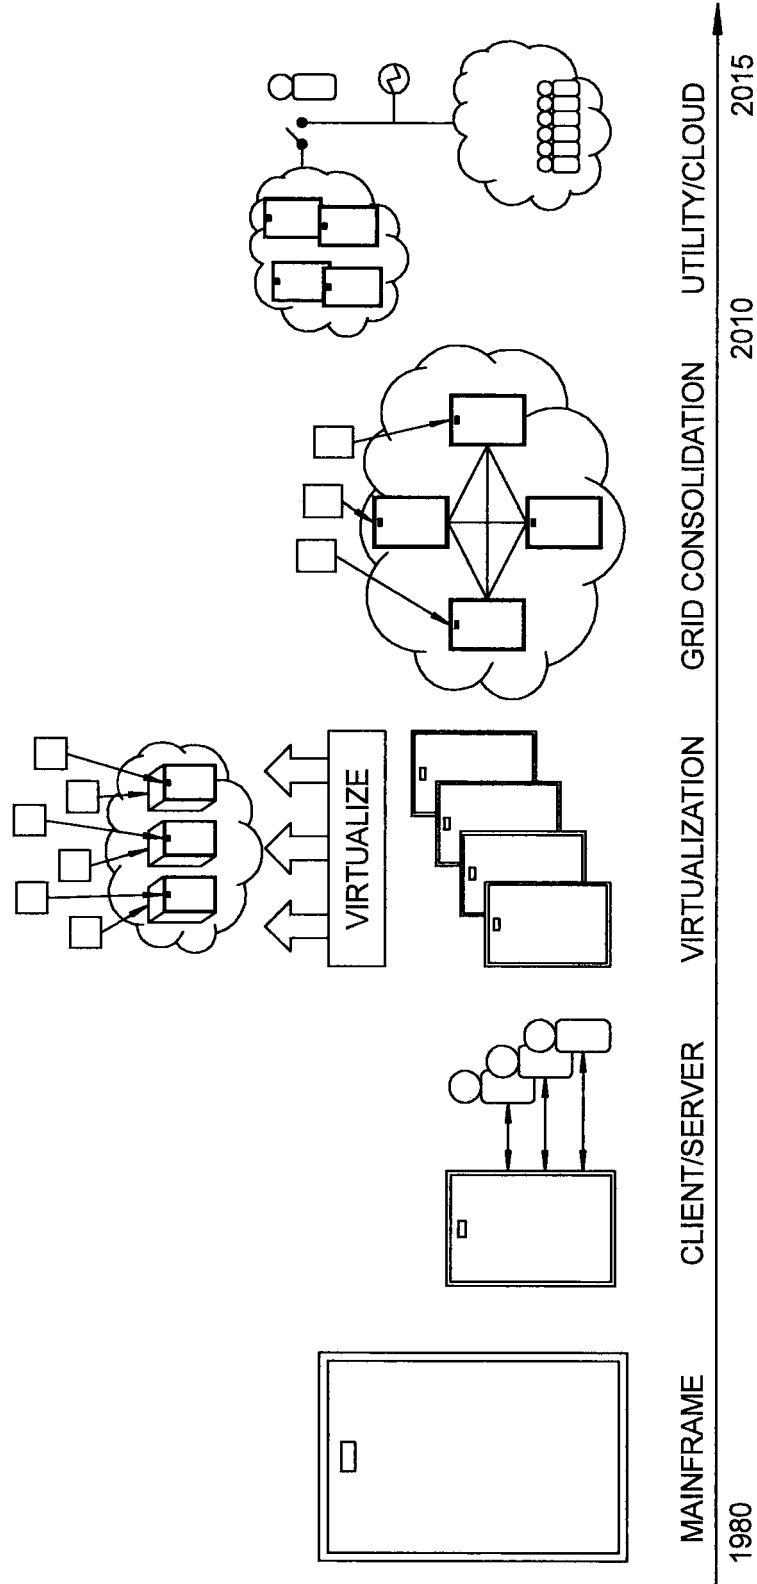 VIRTUALIZE
MAINFRAME
CLIENT/SERVER
VIRTUALIZATION
GRID CONSOLIDATION
UTILITY/CLOUD
1980
2010
2015